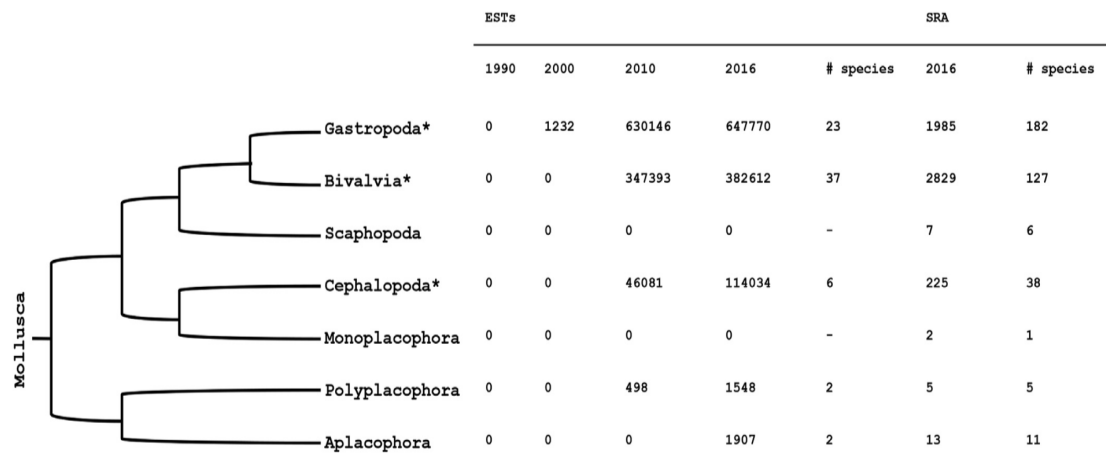 ESTs SRA
1990 2000 2010 2016 # species 2016 # species
Gastropoda* 0 1232 630146 647770 23 1985 182
Bivalvia* 0 0 347393 382612 37 2829 127
Scaphopoda 0 0 0 0 - 7 6
Cephalopoda* 0 0 46081 114034 6 225 38
Monoplacophora 0 0 0 0 - 2 1
Polyplacophora 0 0 498 1548 2 5 5
Aplacophora 0 0 0 1907 2 13 11
Mollusca